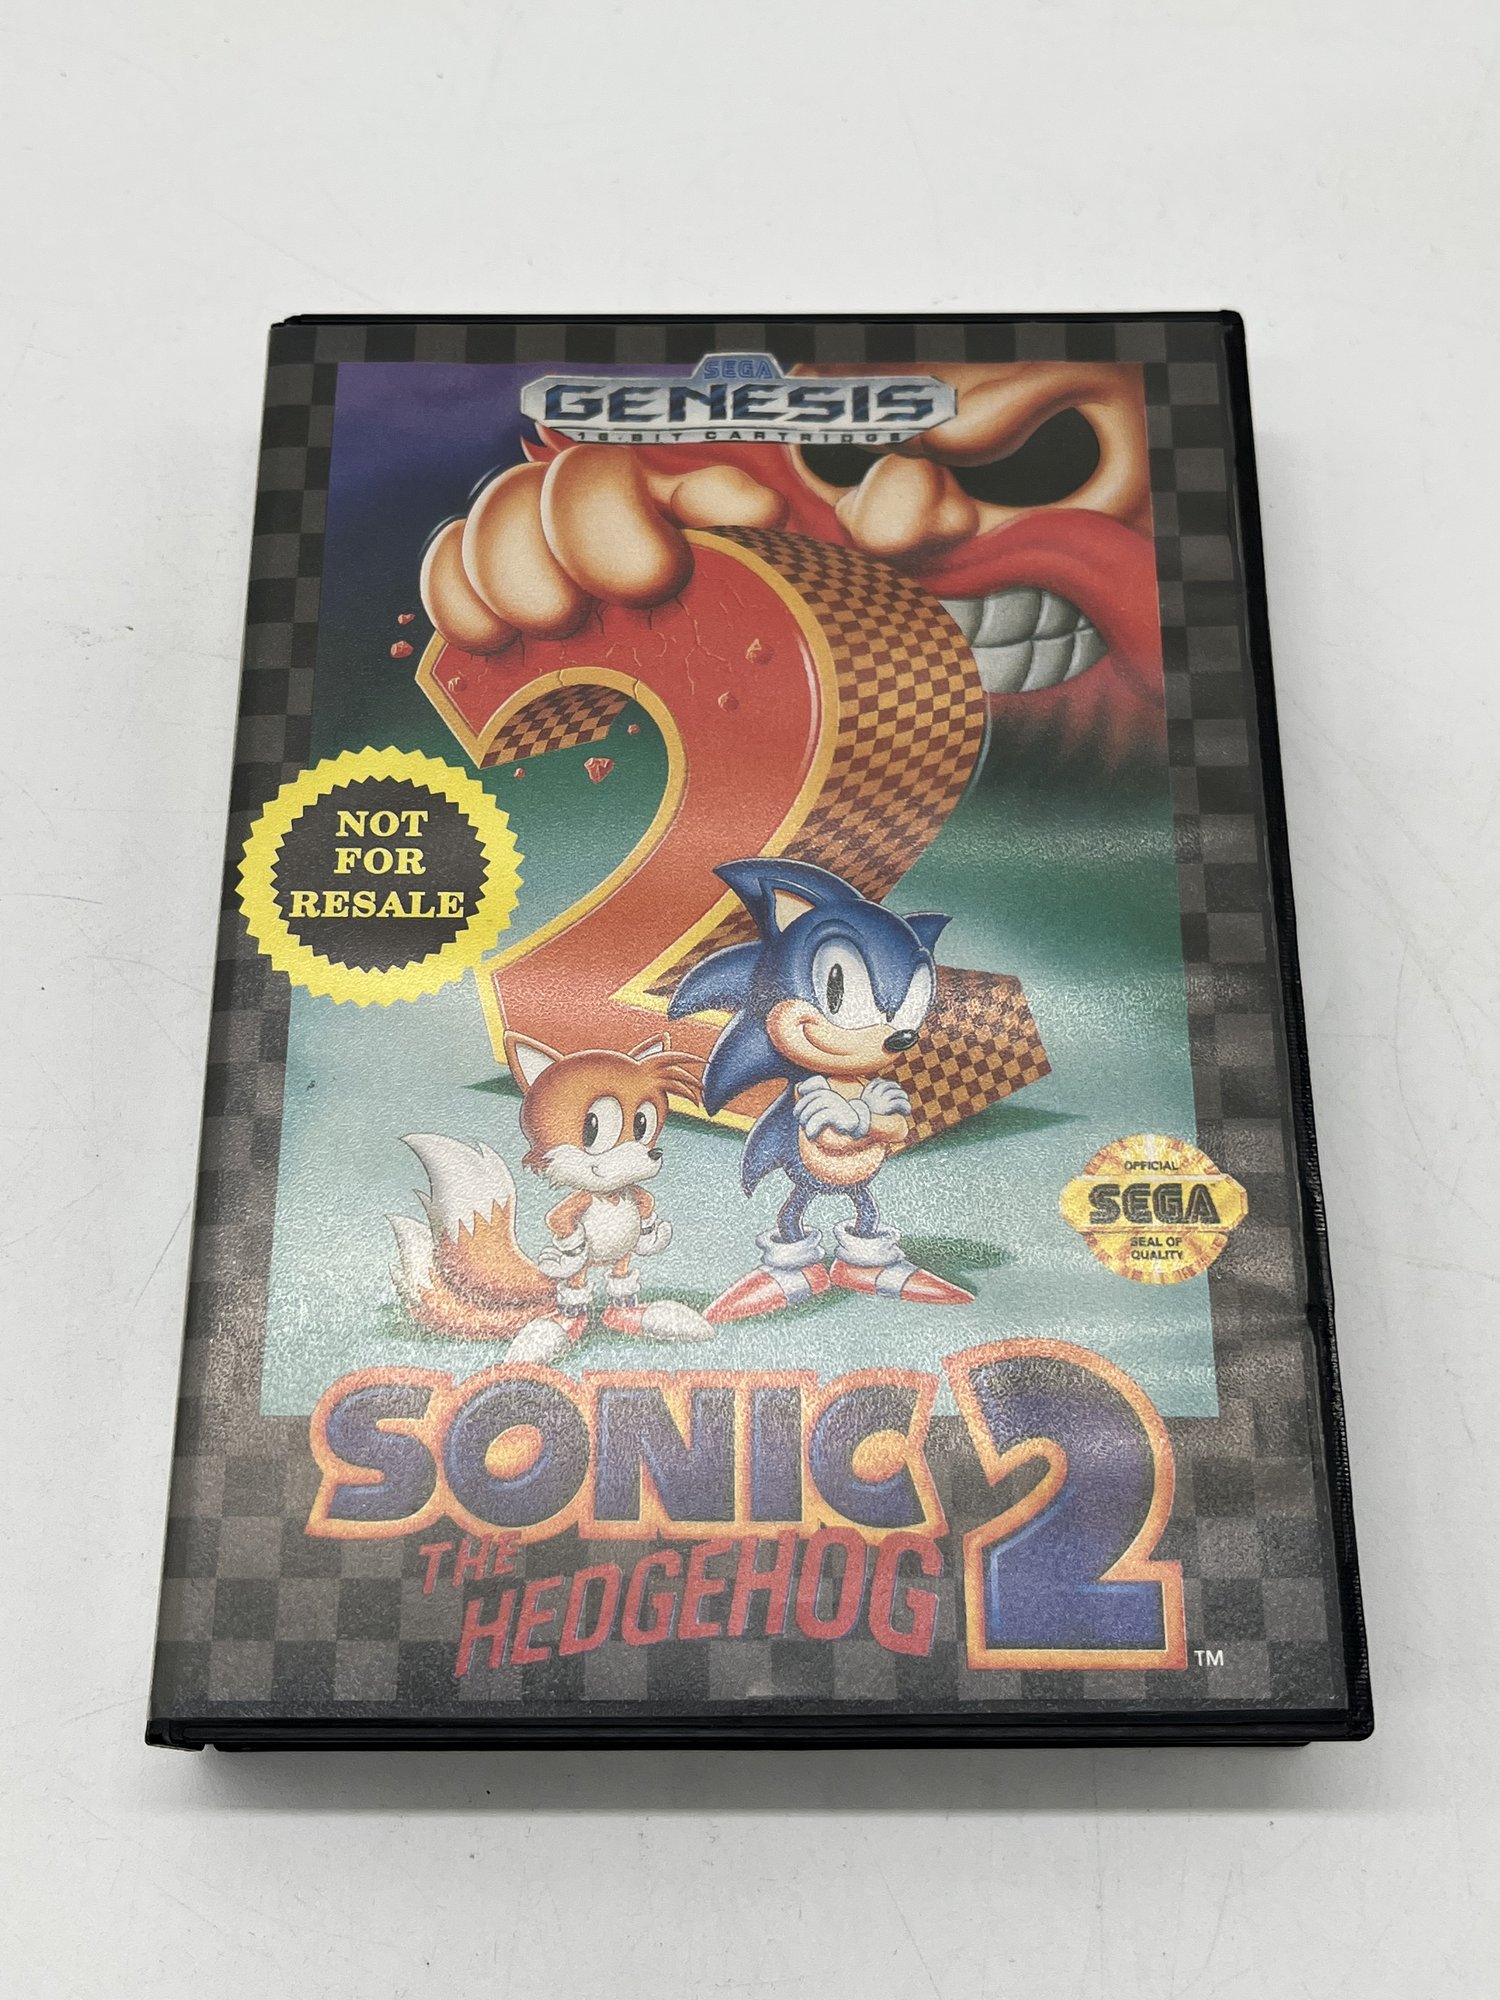 SEGA
GENESIS
16-BIT CARTRIDGE
NOT
FOR
RESALE
OFFICIAL
SEGA
SEAL OF
QUALITY
SONIC 2
THE
HEDGEHOG
TM